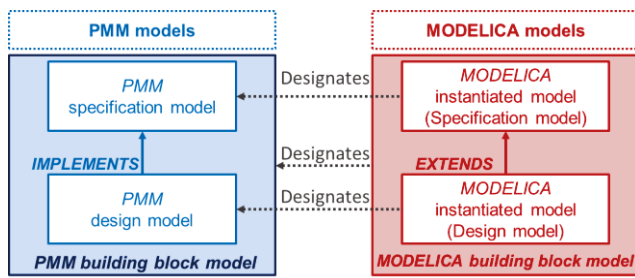 PMM models
MODELICA models
PMM
specification model
Designates
MODELICA
instantiated model
(Specification model)
IMPLEMENTS
Designates
EXTENDS
PMM
design model
Designates
MODELICA
instantiated model
(Design model)
PMM building block model
MODELICA building block model